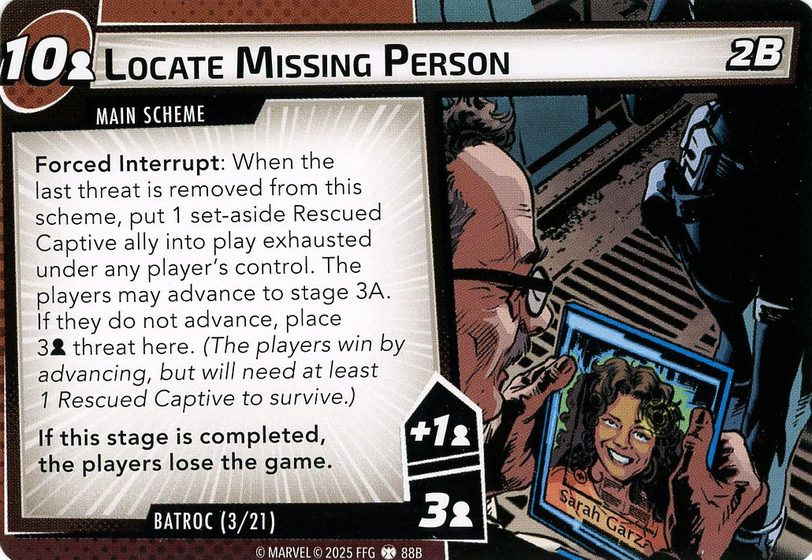 10 LOCATE MISSING PERSON 2B
MAIN SCHEME
Forced Interrupt: When the
last threat is removed from this
scheme, put 1 set-aside Rescued
Captive ally into play exhausted
under any player's control. The
players may advance to stage 3A.
If they do not advance, place
3 threat here. (The players win by
advancing, but will need at least
1 Rescued Captive to survive.)
If this stage is completed,
the players lose the game.
+1
3
Sarah Garza
BATROC (3/21)
© MARVEL © 2025 FFG 88B